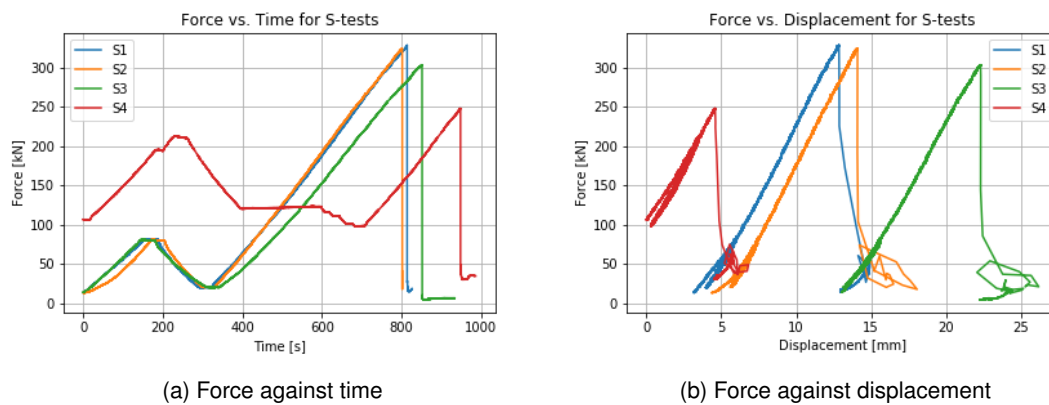 Force vs. Time for S-tests
Force [kN]
300
250
200
150
100
50
0
S1
S2
S3
S4
0 200 400 600 800 1000
Time [s]
(a) Force against time
Force vs. Displacement for S-tests
Force [kN]
300
250
200
150
100
50
0
S1
S2
S3
S4
0 5 10 15 20 25
Displacement [mm]
(b) Force against displacement